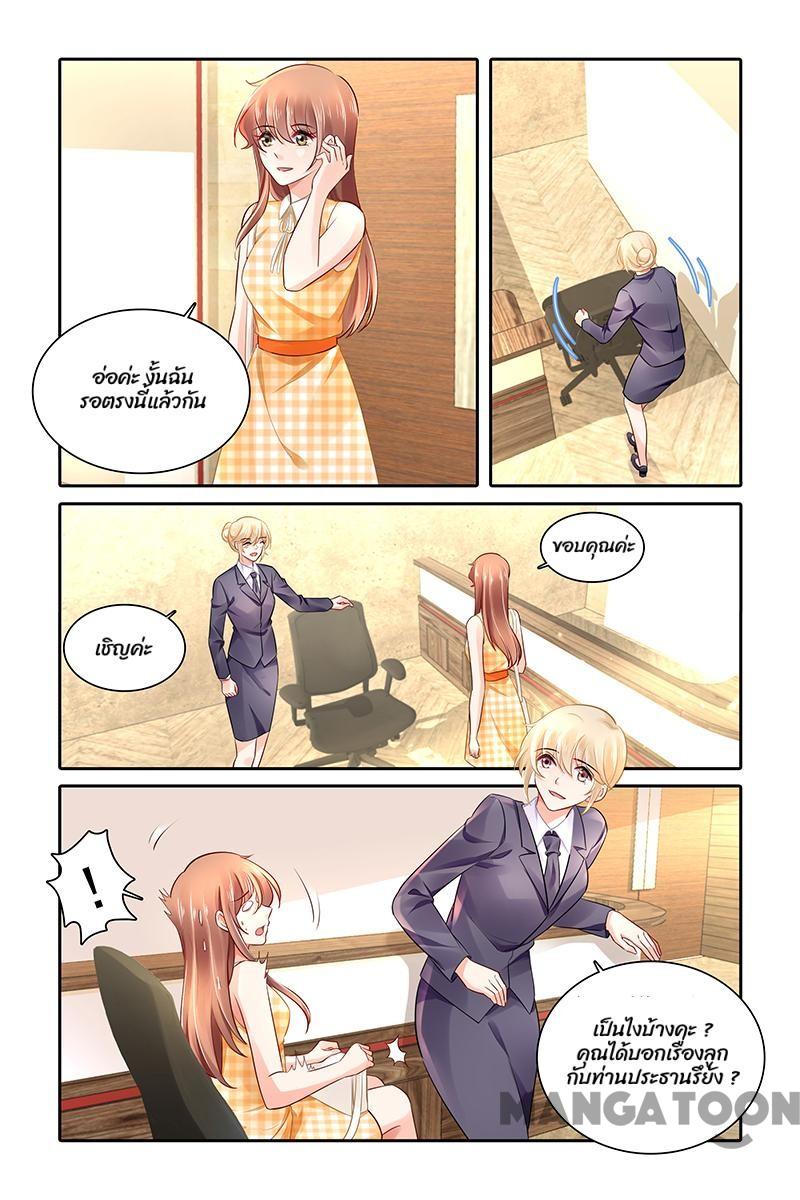 อ่อค่ะ งั้นฉัน
รอตรงนี้แล้วกัน
ขอบคุณค่ะ
เชิญค่ะ
!
เป็นไงบ้างคะ ?
คุณได้บอกเรื่องลูก
กับท่านประธานรึยัง ?
MANGATOON